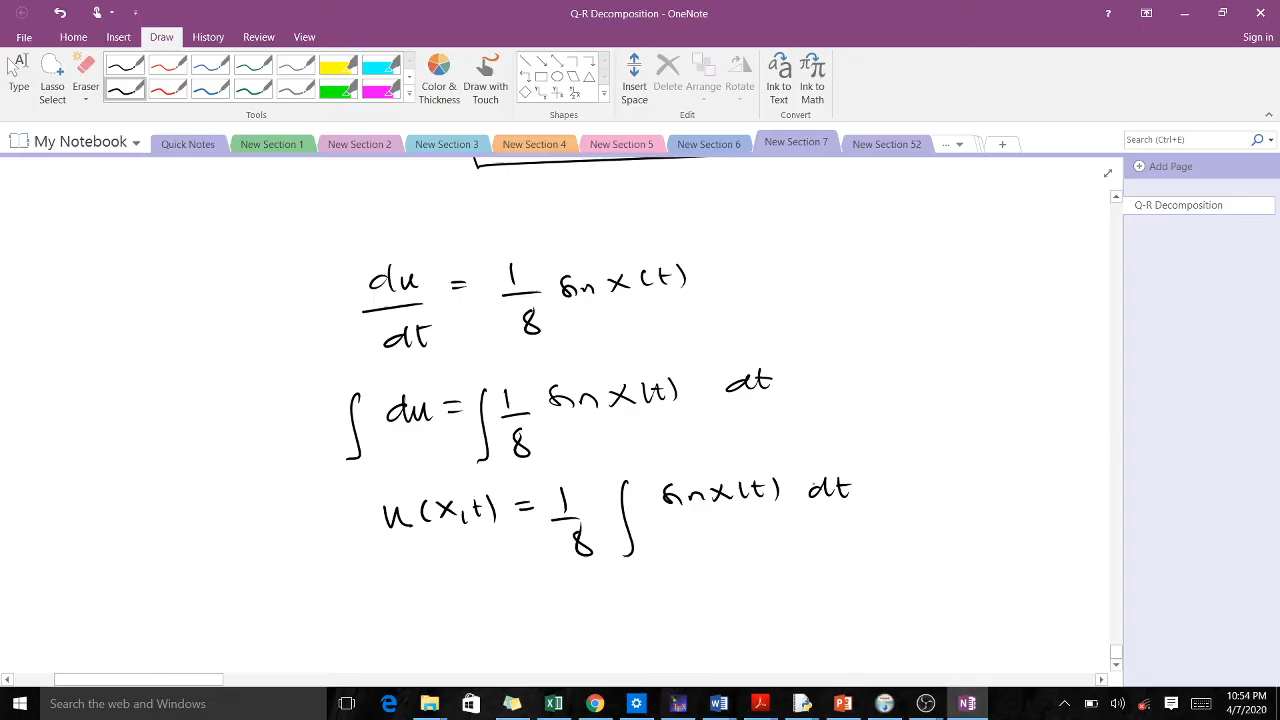 Q-R Decomposition - OneNote
Sign in
File Home Insert Draw History Review View
Type
Lasso Select
Eraser
Color & Thickness
Draw with Touch
Insert Space
Delete
Arrange
Rotate
Ink to Text
Ink to Math
Tools
Shapes
Edit
Convert
My Notebook
Quick Notes
New Section 1
New Section 2
New Section 3
New Section 4
New Section 5
New Section 6
New Section 7
New Section 52
Search (Ctrl+E)
Add Page
Q-R Decomposition
du/dt = 1/8 sin x(t)
∫ du = ∫ 1/8 sin x(t) dt
u(x,t) = 1/8 ∫ sin x(t) dt
Search the web and Windows
10:54 PM
4/7/2020